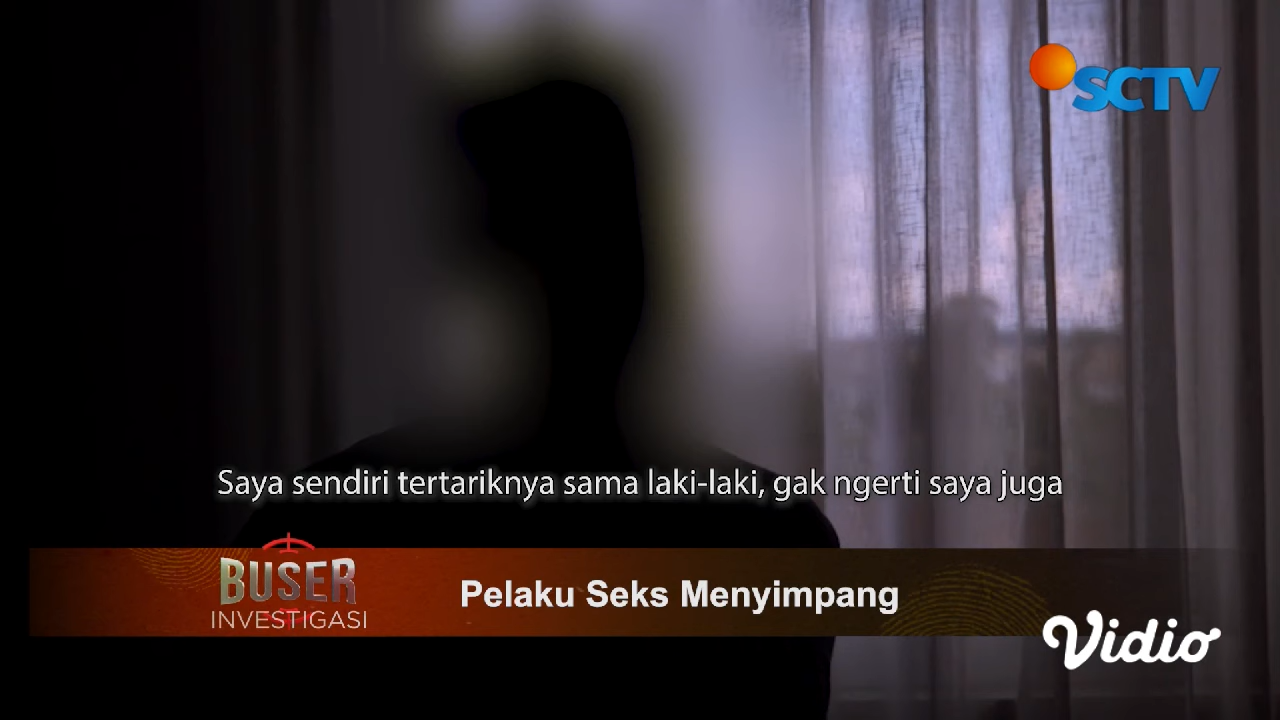 SCTV
Saya sendiri tertariknya sama laki-laki, gak ngerti saya juga
BUSER
INVESTIGASI
Pelaku Seks Menyimpang
Vidio